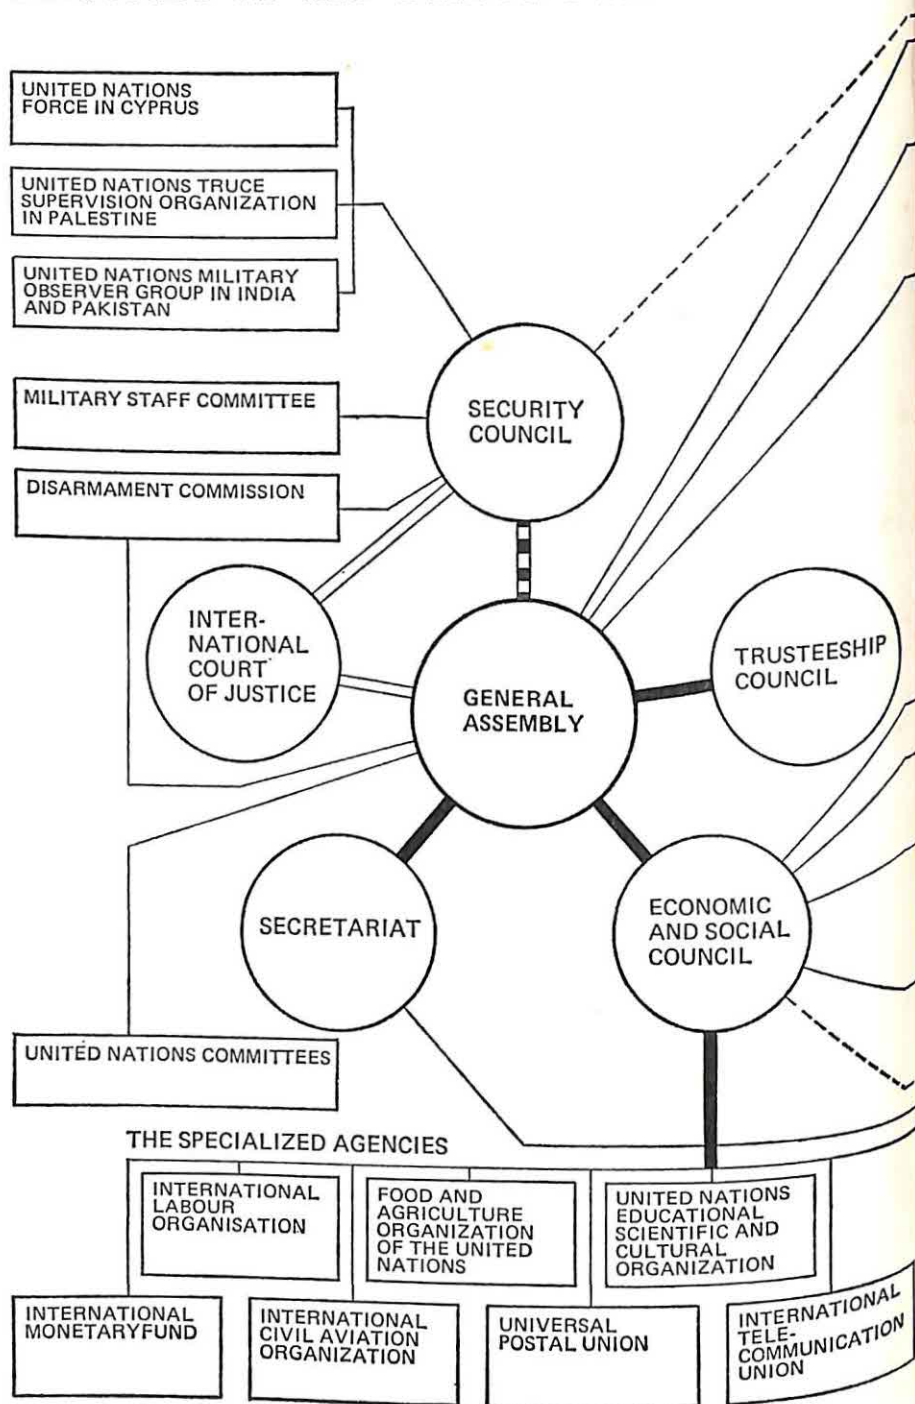 UNITED NATIONS
FORCE IN CYPRUS
UNITED NATIONS TRUCE
SUPERVISION ORGANIZATION
IN PALESTINE
UNITED NATIONS MILITARY
OBSERVER GROUP IN INDIA
AND PAKISTAN
MILITARY STAFF COMMITTEE
DISARMAMENT COMMISSION
SECURITY
COUNCIL
INTER-
NATIONAL
COURT
OF JUSTICE
GENERAL
ASSEMBLY
TRUSTEESHIP
COUNCIL
SECRETARIAT
ECONOMIC
AND SOCIAL
COUNCIL
UNITED NATIONS COMMITTEES
THE SPECIALIZED AGENCIES
INTERNATIONAL
LABOUR
ORGANISATION
FOOD AND
AGRICULTURE
ORGANIZATION
OF THE UNITED
NATIONS
UNITED NATIONS
EDUCATIONAL
SCIENTIFIC AND
CULTURAL
ORGANIZATION
INTERNATIONAL
MONETARY FUND
INTERNATIONAL
CIVIL AVIATION
ORGANIZATION
UNIVERSAL
POSTAL UNION
INTERNATIONAL
TELE-
COMMUNICATION
UNION